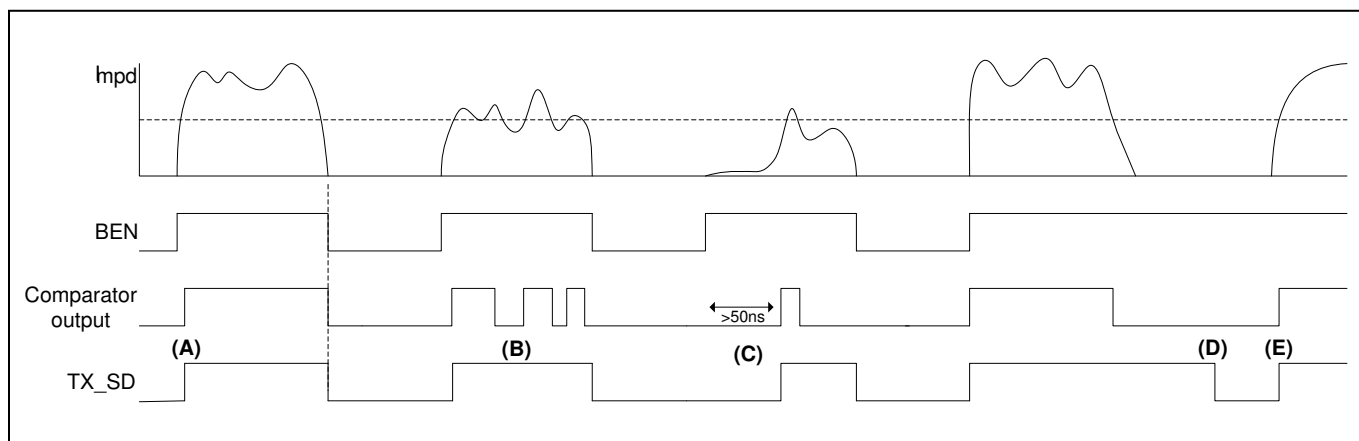 Impd
BEN
Comparator
output
>50ns
(A)
(B)
(C)
(D)
(E)
TX_SD